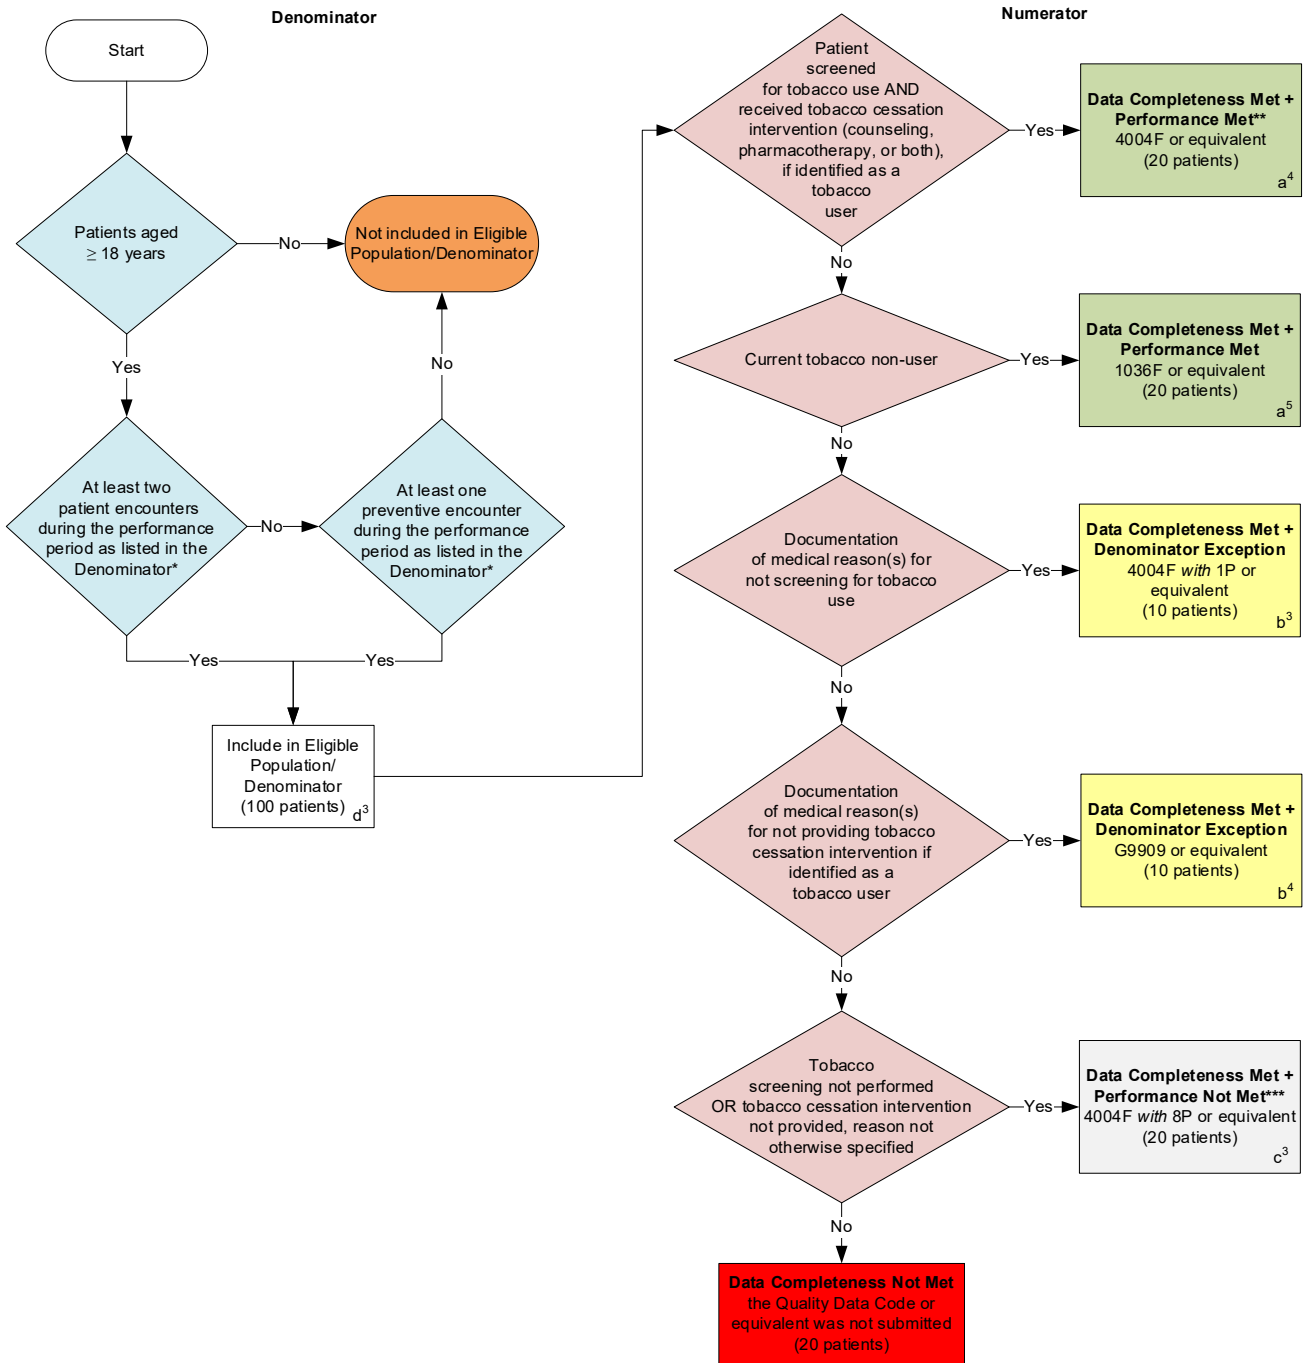 Denominator
Start
Patients aged
≥ 18 years
No
Not included in Eligible
Population/Denominator
Yes
No
At least two
patient encounters
during the performance
period as listed in the
Denominator*
No
At least one
preventive encounter
during the performance
period as listed in the
Denominator*
Yes
Yes
Include in Eligible
Population/
Denominator
(100 patients) d³
Numerator
Patient
screened
for tobacco use AND
received tobacco cessation
intervention (counseling,
pharmacotherapy, or both),
if identified as a
tobacco
user
Yes
Data Completeness Met +
Performance Met**
4004F or equivalent
(20 patients)
a⁴
No
Current tobacco non-user
Yes
Data Completeness Met +
Performance Met
1036F or equivalent
(20 patients)
a⁵
No
Documentation
of medical reason(s) for
not screening for tobacco
use
Yes
Data Completeness Met +
Denominator Exception
4004F with 1P or
equivalent
(10 patients)
b³
No
Documentation
of medical reason(s)
for not providing tobacco
cessation intervention if
identified as a
tobacco user
Yes
Data Completeness Met +
Denominator Exception
G9909 or equivalent
(10 patients)
b⁴
No
Tobacco
screening not performed
OR tobacco cessation intervention
not provided, reason not
otherwise specified
Yes
Data Completeness Met +
Performance Not Met***
4004F with 8P or equivalent
(20 patients)
c³
No
Data Completeness Not Met
the Quality Data Code or
equivalent was not submitted
(20 patients)